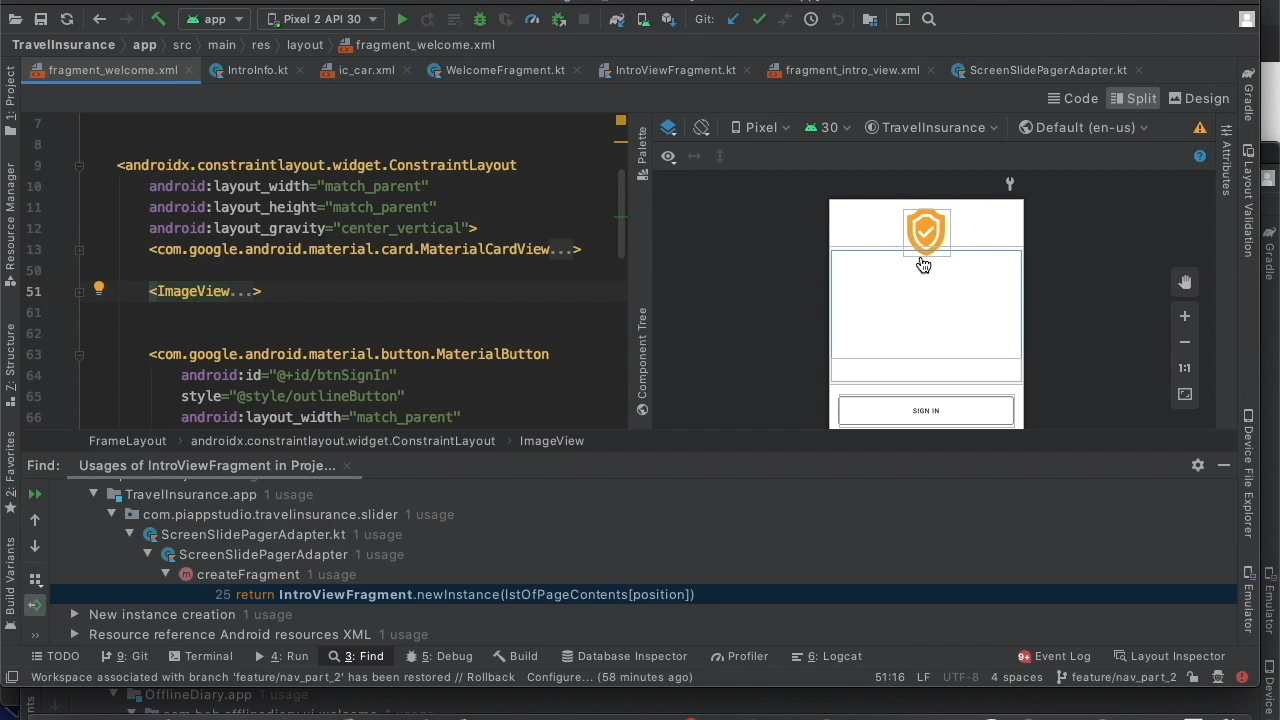 app
Pixel 2 API 30
Git:
TravelInsurance app src main res layout fragment_welcome.xml
fragment_welcome.xml
IntroInfo.kt
ic_car.xml
WelcomeFragment.kt
IntroViewFragment.kt
fragment_intro_view.xml
ScreenSlidePagerAdapter.kt
Code Split Design
Pixel 30 TravelInsurance Default (en-us)
7
8
9 <androidx.constraintlayout.widget.ConstraintLayout
10 android:layout_width="match_parent"
11 android:layout_height="match_parent"
12 android:layout_gravity="center_vertical">
13 <com.google.android.material.card.MaterialCardView...>
50
51 <ImageView...>
61
62
63 <com.google.android.material.button.MaterialButton
64 android:id="@+id/btnSignIn"
65 style="@style/outlineButton"
66 android:layout_width="match_parent"
Palette
Component Tree
1:1
SIGN IN
FrameLayout androidx.constraintlayout.widget.ConstraintLayout ImageView
Find: Usages of IntroViewFragment in Proje...
TravelInsurance.app 1 usage
com.piappstudio.travelinsurance.slider 1 usage
ScreenSlidePagerAdapter.kt 1 usage
ScreenSlidePagerAdapter 1 usage
createFragment 1 usage
25 return IntroViewFragment.newInstance(lstOfPageContents[position])
New instance creation 1 usage
Resource reference Android resources XML 1 usage
TODO 9: Git Terminal 4: Run 3: Find 5: Debug Build Database Inspector Profiler 6: Logcat 9+ Event Log Layout Inspector
Workspace associated with branch 'feature/nav_part_2' has been restored // Rollback Configure... (58 minutes ago) 51:16 LF UTF-8 4 spaces feature/nav_part_2
OfflineDiary.app
1: Project
Resource Manager
7: Structure
2: Favorites
Build Variants
Gradle
Attributes
Layout Validation
Device File Explorer
Emulator
Gradle
Emulator
Device